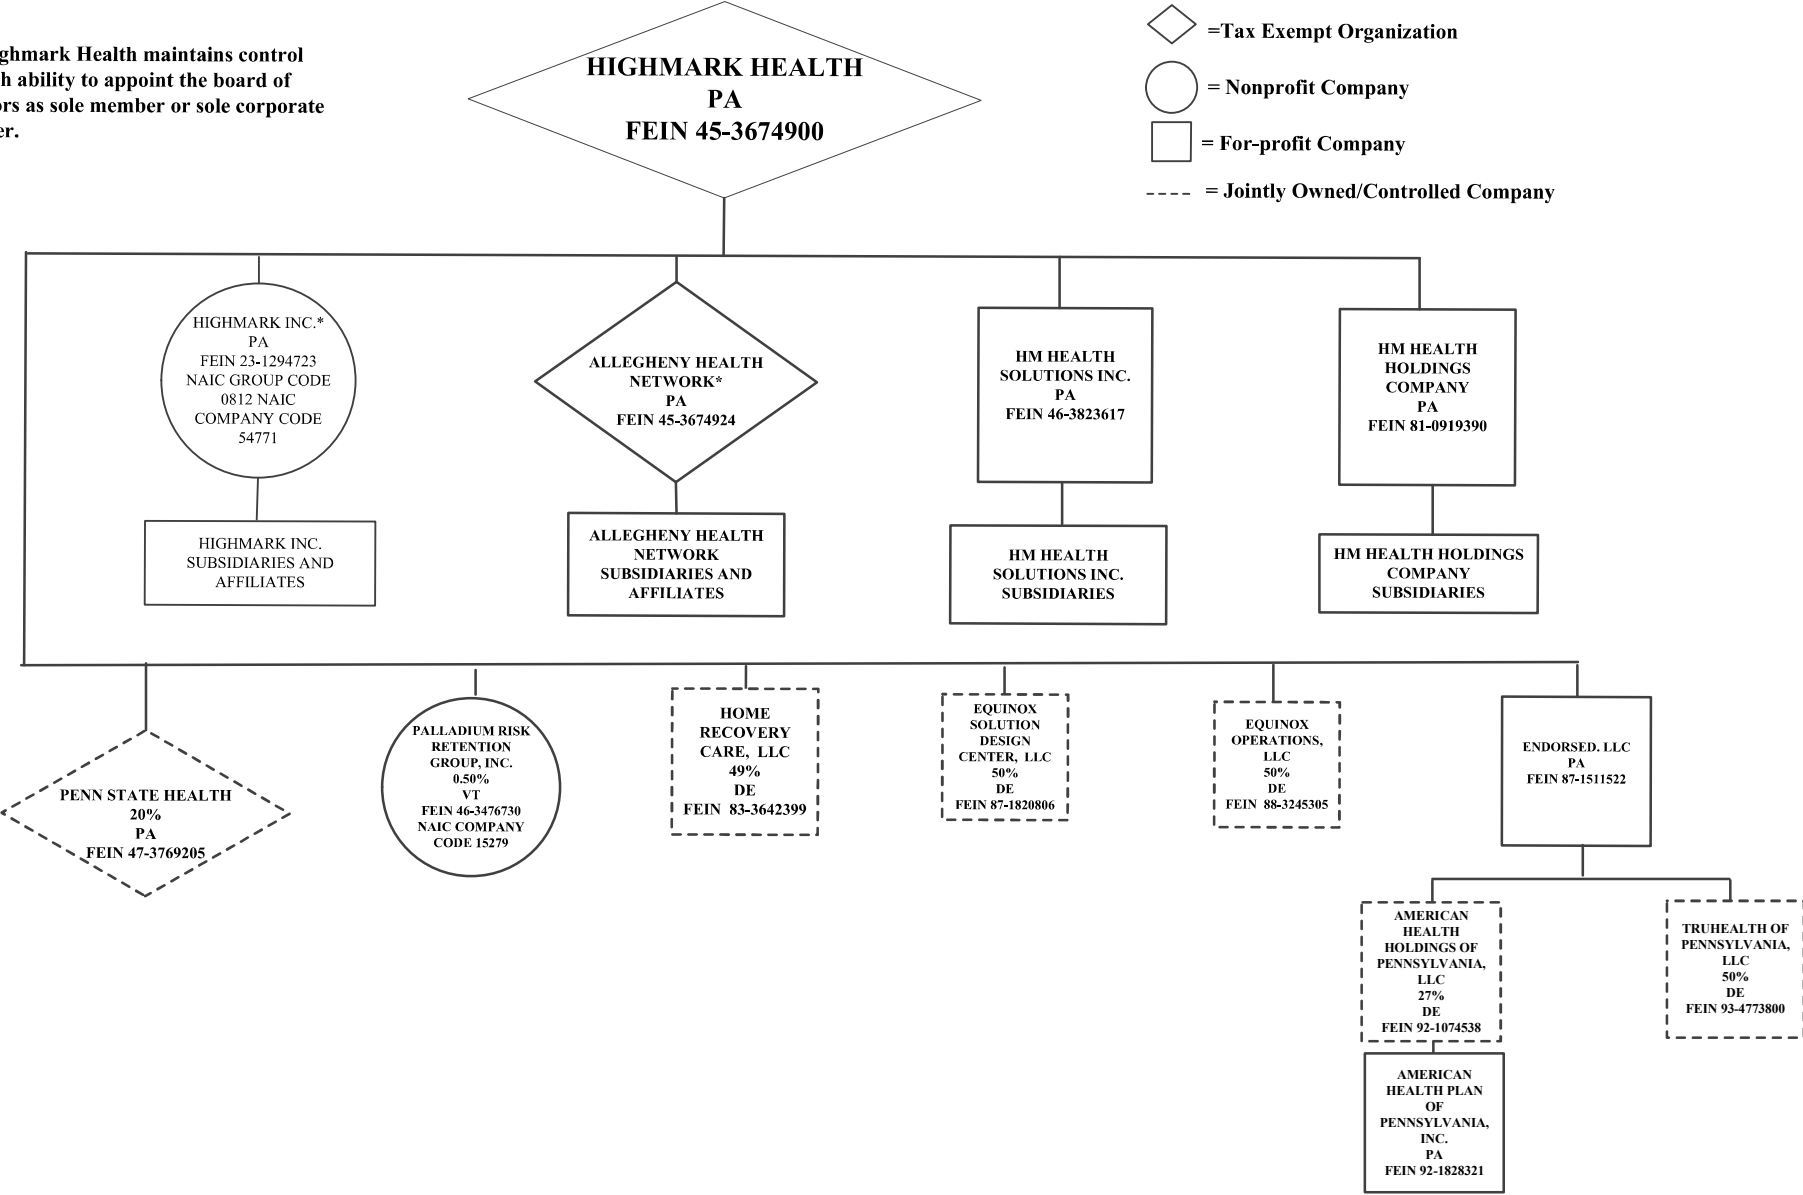 ghmark Health maintains control
h ability to appoint the board of
ors as sole member or sole corporate
er.
HIGHMARK HEALTH
PA
FEIN 45-3674900
=Tax Exempt Organization
= Nonprofit Company
= For-profit Company
= Jointly Owned/Controlled Company
HIGHMARK INC.*
PA
FEIN 23-1294723
NAIC GROUP CODE
0812 NAIC
COMPANY CODE
54771
ALLEGHENY HEALTH
NETWORK*
PA
FEIN 45-3674924
HM HEALTH
SOLUTIONS INC.
PA
FEIN 46-3823617
HM HEALTH
HOLDINGS
COMPANY
PA
FEIN 81-0919390
HIGHMARK INC.
SUBSIDIARIES AND
AFFILIATES
ALLEGHENY HEALTH
NETWORK
SUBSIDIARIES AND
AFFILIATES
HM HEALTH
SOLUTIONS INC.
SUBSIDIARIES
HM HEALTH HOLDINGS
COMPANY
SUBSIDIARIES
PENN STATE HEALTH
20%
PA
FEIN 47-3769205
PALLADIUM RISK
RETENTION
GROUP, INC.
0.50%
VT
FEIN 46-3476730
NAIC COMPANY
CODE 15279
HOME
RECOVERY
CARE, LLC
49%
DE
FEIN 83-3642399
EQUINOX
SOLUTION
DESIGN
CENTER, LLC
50%
DE
FEIN 87-1820806
EQUINOX
OPERATIONS,
LLC
50%
DE
FEIN 88-3245305
ENDORSED. LLC
PA
FEIN 87-1511522
AMERICAN
HEALTH
HOLDINGS OF
PENNSYLVANIA,
LLC
27%
DE
FEIN 92-1074538
TRUHEALTH OF
PENNSYLVANIA,
LLC
50%
DE
FEIN 93-4773800
AMERICAN
HEALTH PLAN
OF
PENNSYLVANIA,
INC.
PA
FEIN 92-1828321